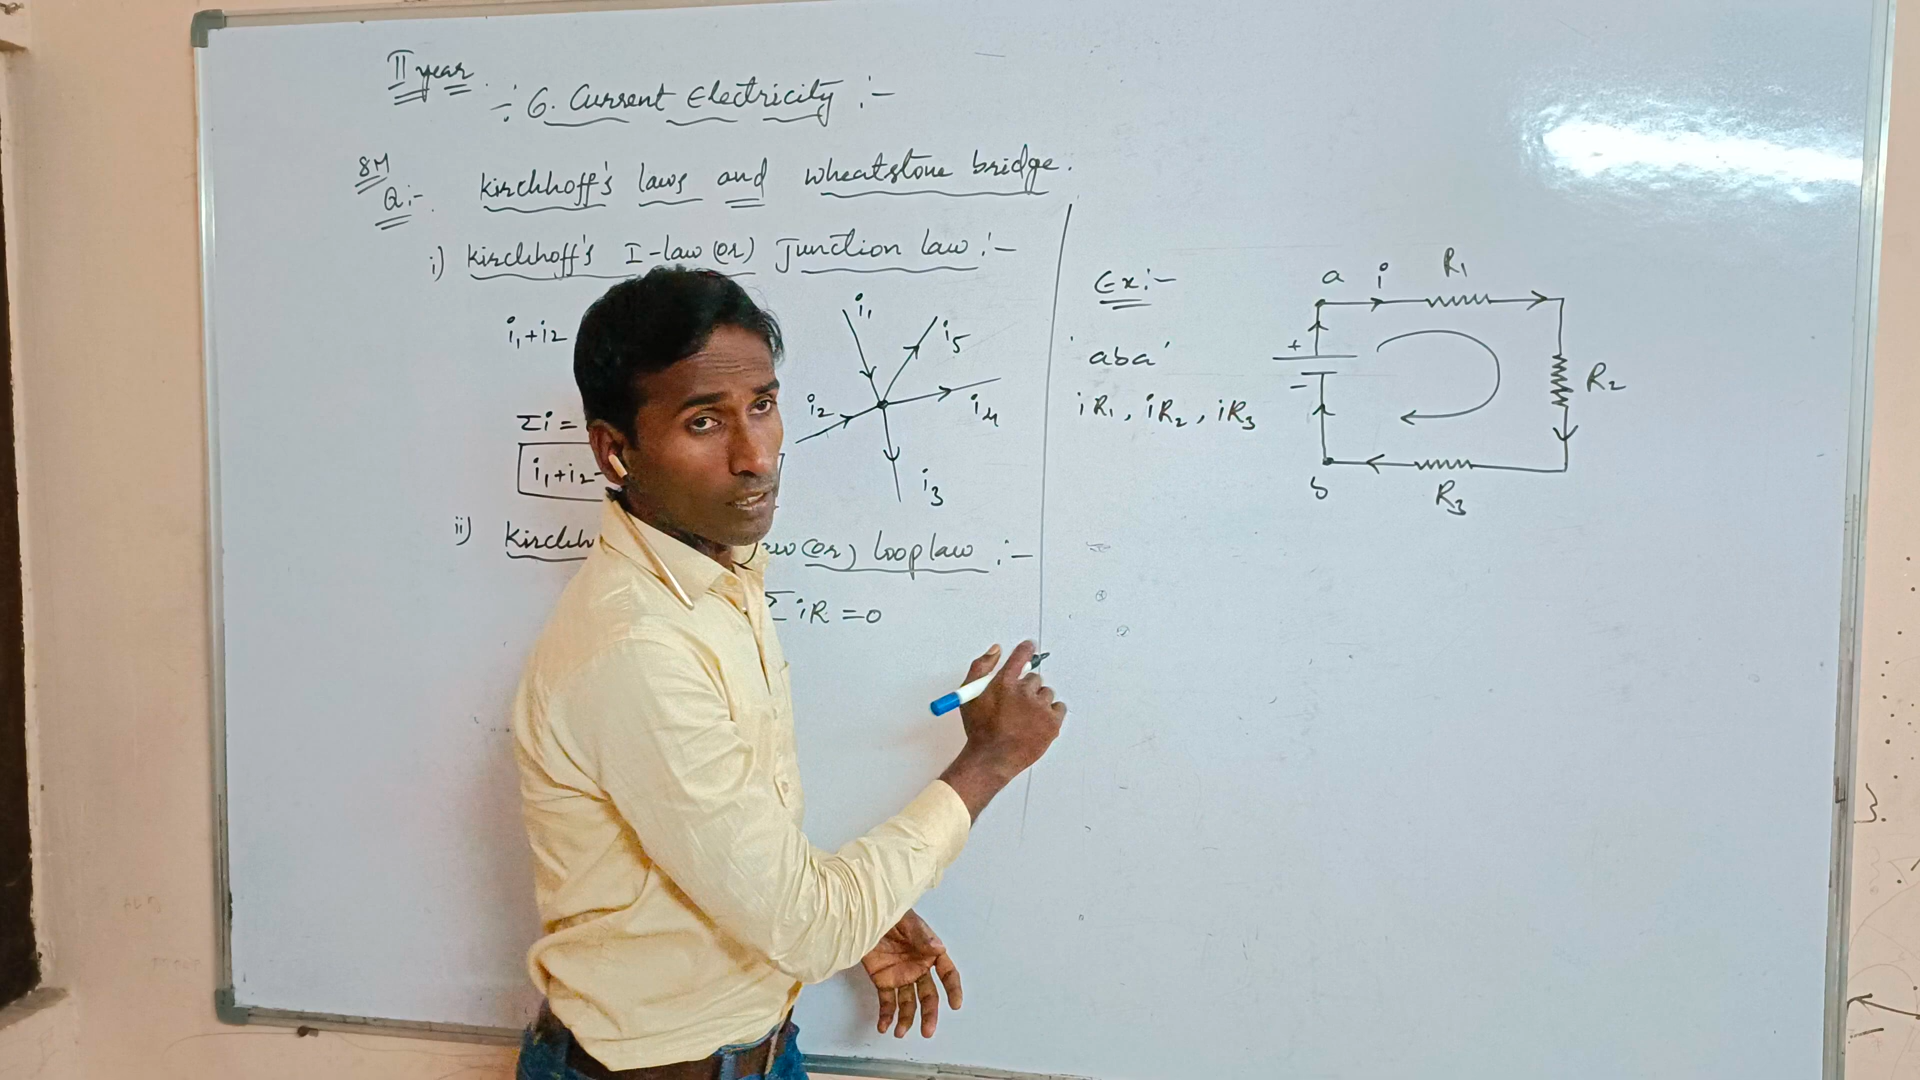 II year
:- 6. Current Electricity :-
8M
Q:- Kirchhoff's laws and wheatstone bridge.
i) Kirchhoff's I-law (or) Junction law :-
i₁+i₂
Σi =
i₁+i₂-
i₁
i₂
i₅
i₄
i₃
ii) Kirchh aw (or) Loop law :-
ΣiR = 0
Ex:-
'aba'
iR₁, iR₂, iR₃
a i R₁
+
-
R₂
b R₃